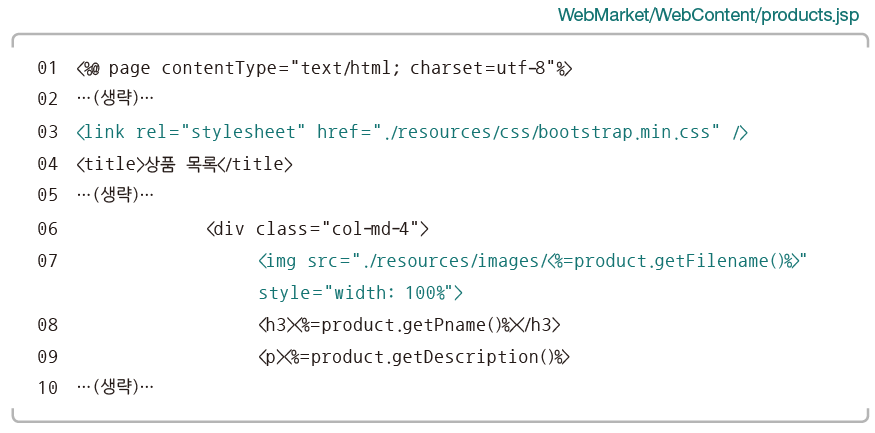 WebMarket/WebContent/products.jsp
01 <%@ page contentType="text/html; charset=utf-8"%>
02 …(생략)…
03 <link rel="stylesheet" href="./resources/css/bootstrap.min.css" />
04 <title>상품 목록</title>
05 …(생략)…
06 <div class="col-md-4">
07 <img src="./resources/images/<%=product.getFilename()%>"
style="width: 100%">
08 <h3><%=product.getPname()%></h3>
09 <p><%=product.getDescription()%>
10 …(생략)…